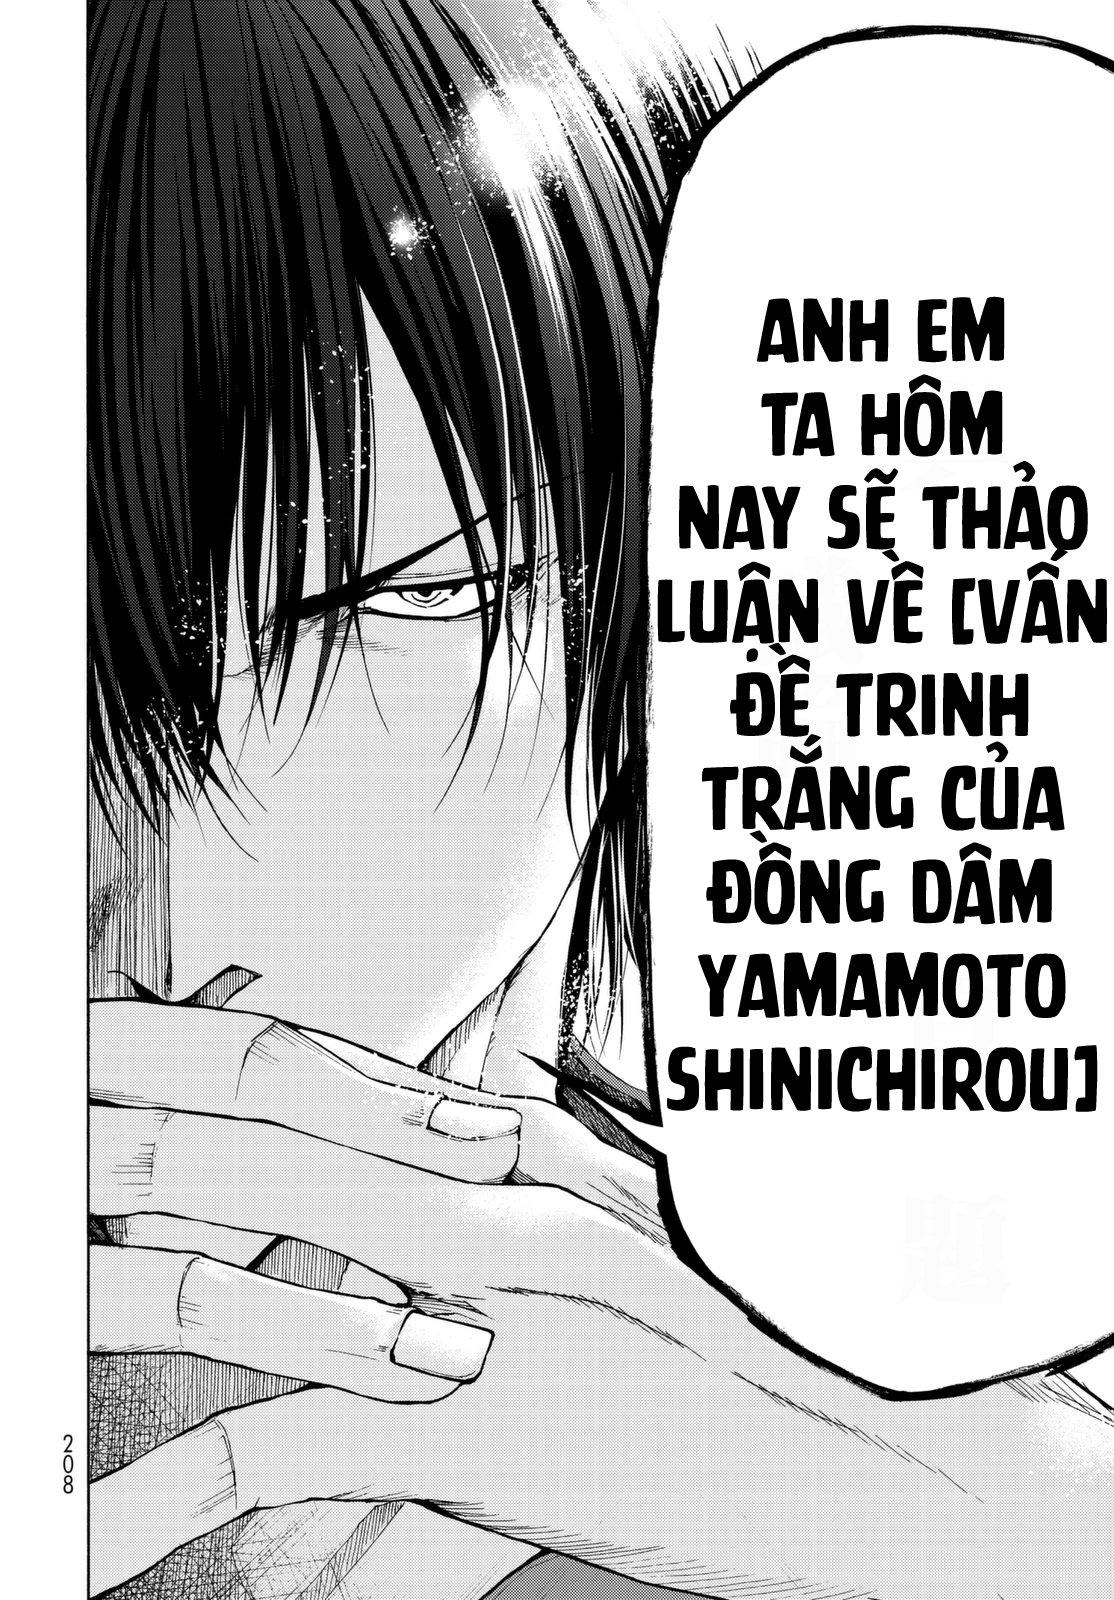 ANH EM
TA HÔM
NAY SẼ THẢO
LUẬN VỀ [VẤN
ĐỀ TRINH
TRẮNG CỦA
ĐỒNG DÂM
YAMAMOTO
SHINICHIROU]
208